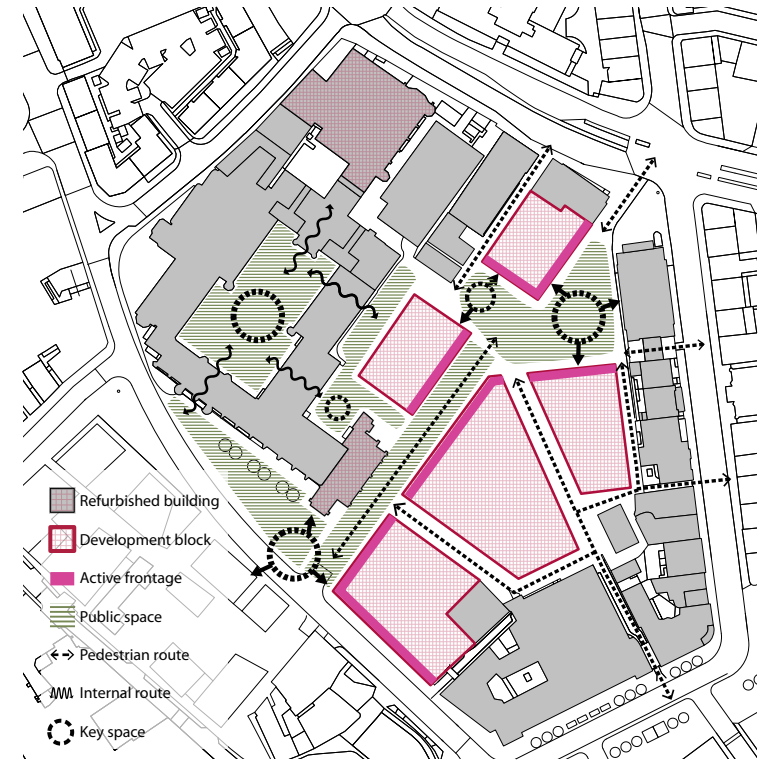 Refurbished building
Development block
Active frontage
Public space
Pedestrian route
Internal route
Key space